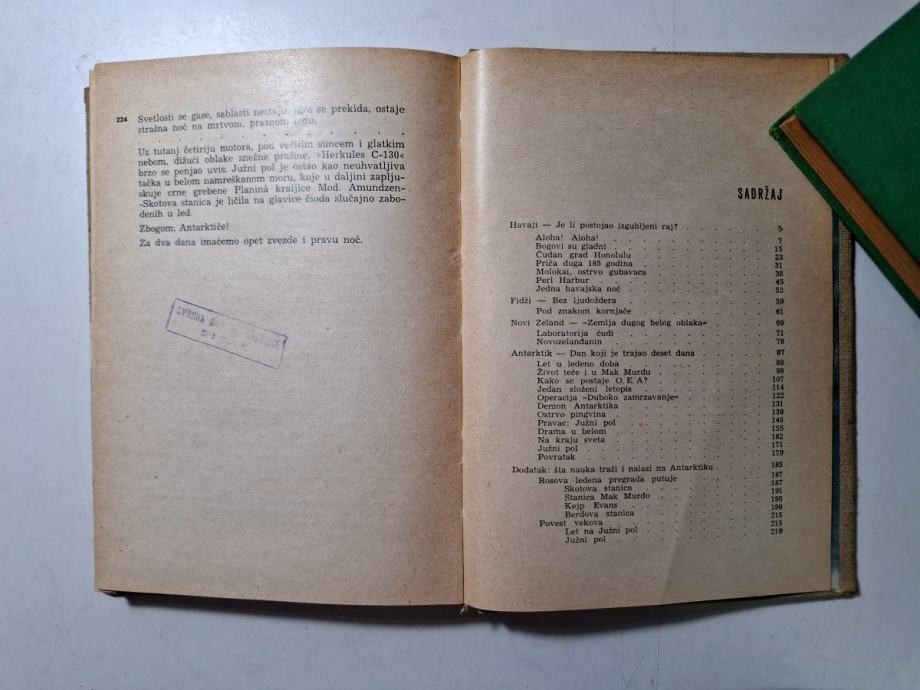 224
Svetlosti se gase, sablasti nestaju, se prekida, ostaje
strašna noć na mrtvom, praznom ledu.
Uz tutanj četiriju motora, pod večitim suncem i glatkim
nebom, dižući oblake snežne prašine, »Herkules C-130«
brzo se penjao uvis. Južni pol je ostao kao neuhvatljiva
tačka u belom namreškanom moru, koje u daljini zaplju-
skuje crne grebene Planina kraljice Mod. Amundzen-
-Skotova stanica je ličila na glavice čioda slučajno zabo-
denih u led.
Zbogom, Antarktiče!
Za dva dana imaćemo opet zvezde i pravu noć.
SADRŽAJ
Havaji — Je li postojao izgubljeni raj? 5
Aloha! Aloha! 7
Bogovi su gladni 15
Čudan grad Honolulu 23
Priča duga 185 godina 31
Molokai, ostrvo gubavaca 38
Perl Harbur 45
Jedna havajska noć 52
Fidži — Bez ljudoždera 59
Pod znakom kornjače 61
Novi Zeland — »Zemlja dugog belog oblaka« 69
Laboratorija ćudi 71
Novozelanđanin 79
Antarktik — Dan koji je trajao deset dana 87
Let u ledeno doba 89
Život teče i u Mak Murdu 98
Kako se postaje O.E.A? 107
Jedan složeni letopis 114
Operacija »Duboko zamrzavanje« 122
Demon Antarktika 131
Ostrvo pingvina 139
Pravac: Južni pol 148
Drama u belom 155
Na kraju sveta 162
Južni pol 171
Povratak 179
Dodatak: šta nauka traži i nalazi na Antarktiku 185
Rosova ledena pregrada putuje 187
Skotova stanica 187
Stanica Mak Murdo 191
Kejp Evans 195
Berdova stanica 199
Povest vekova 215
Let na Južni pol 215
Južni pol 219